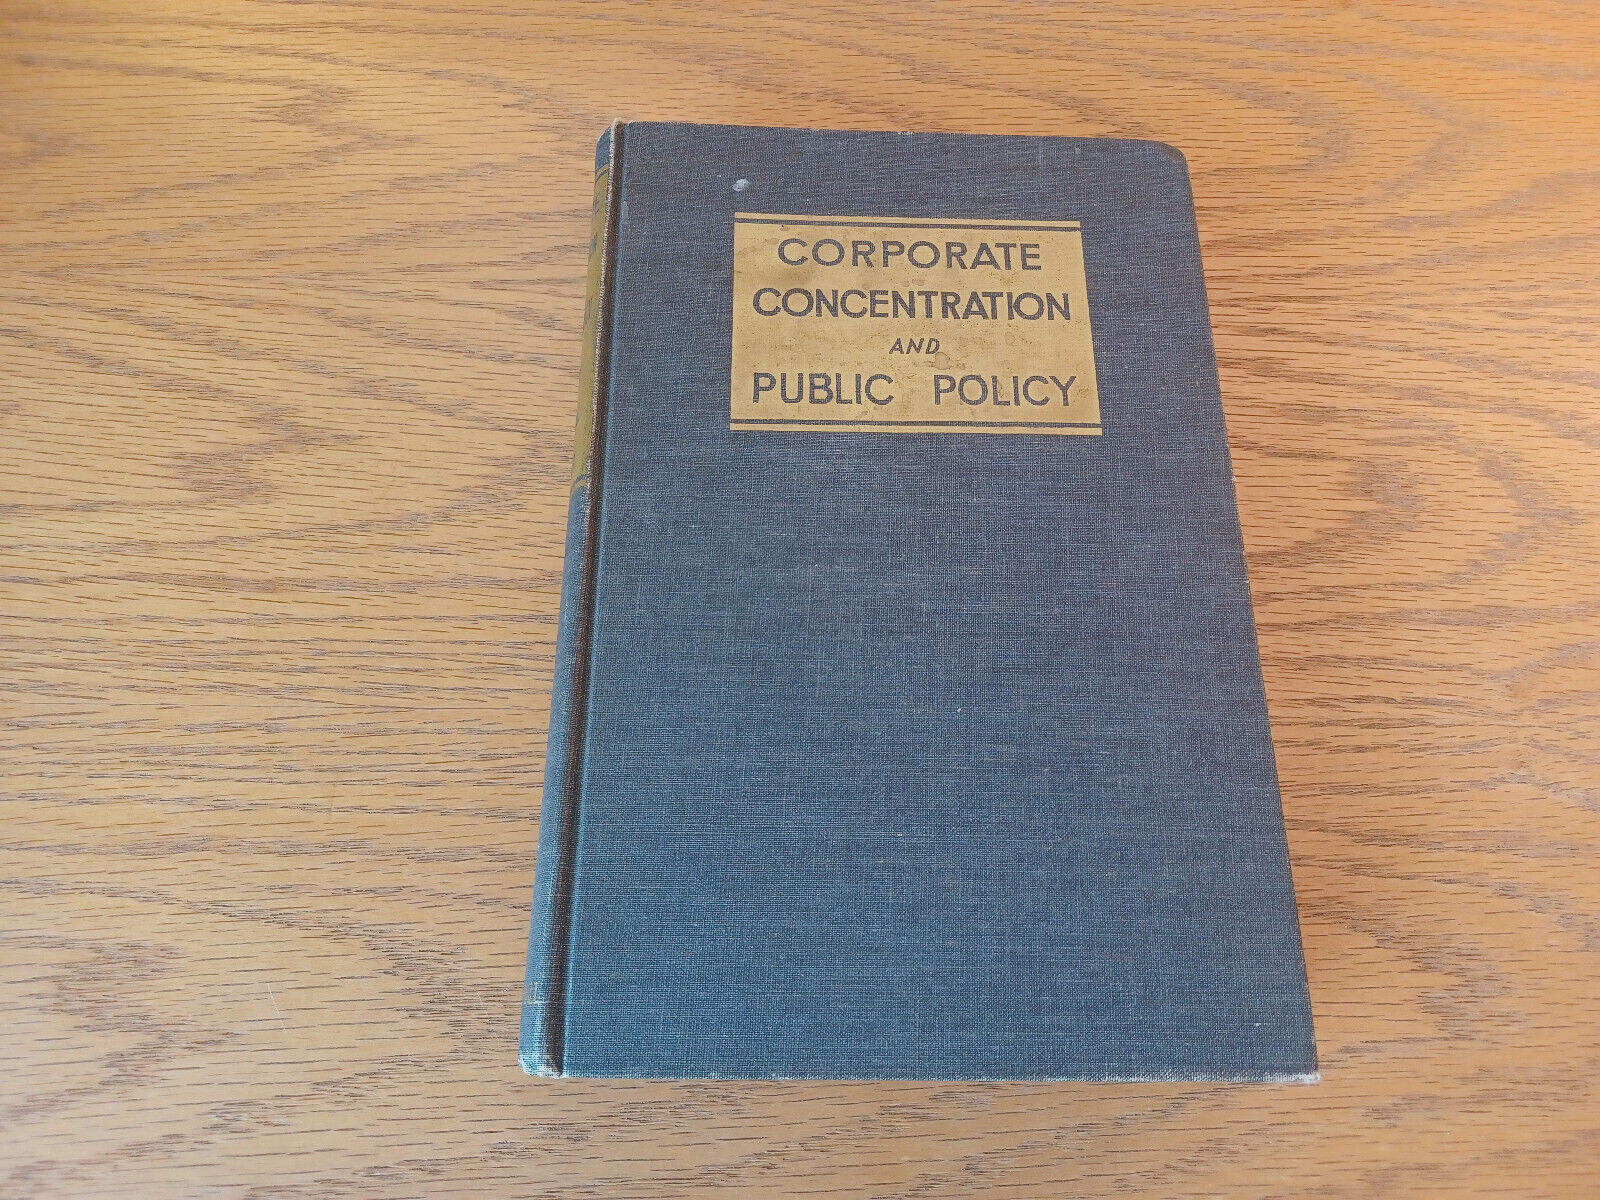 CORPORATE
CONCENTRATION
AND
PUBLIC POLICY